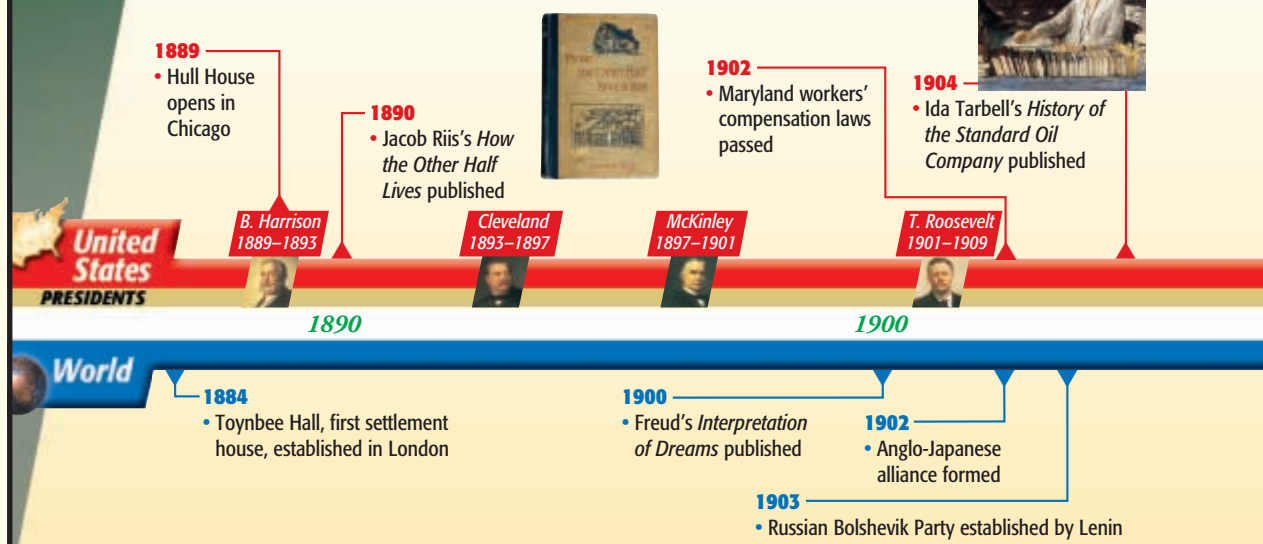 1889
• Hull House
opens in
Chicago
1890
• Jacob Riis's How
the Other Half
Lives published
1902
• Maryland workers'
compensation laws
passed
1904
• Ida Tarbell's History of
the Standard Oil
Company published
United
States
PRESIDENTS
B. Harrison
1889–1893
Cleveland
1893–1897
McKinley
1897–1901
T. Roosevelt
1901–1909
1890
1900
World
1884
• Toynbee Hall, first settlement
house, established in London
1900
• Freud's Interpretation
of Dreams published
1902
• Anglo-Japanese
alliance formed
1903
• Russian Bolshevik Party established by Lenin